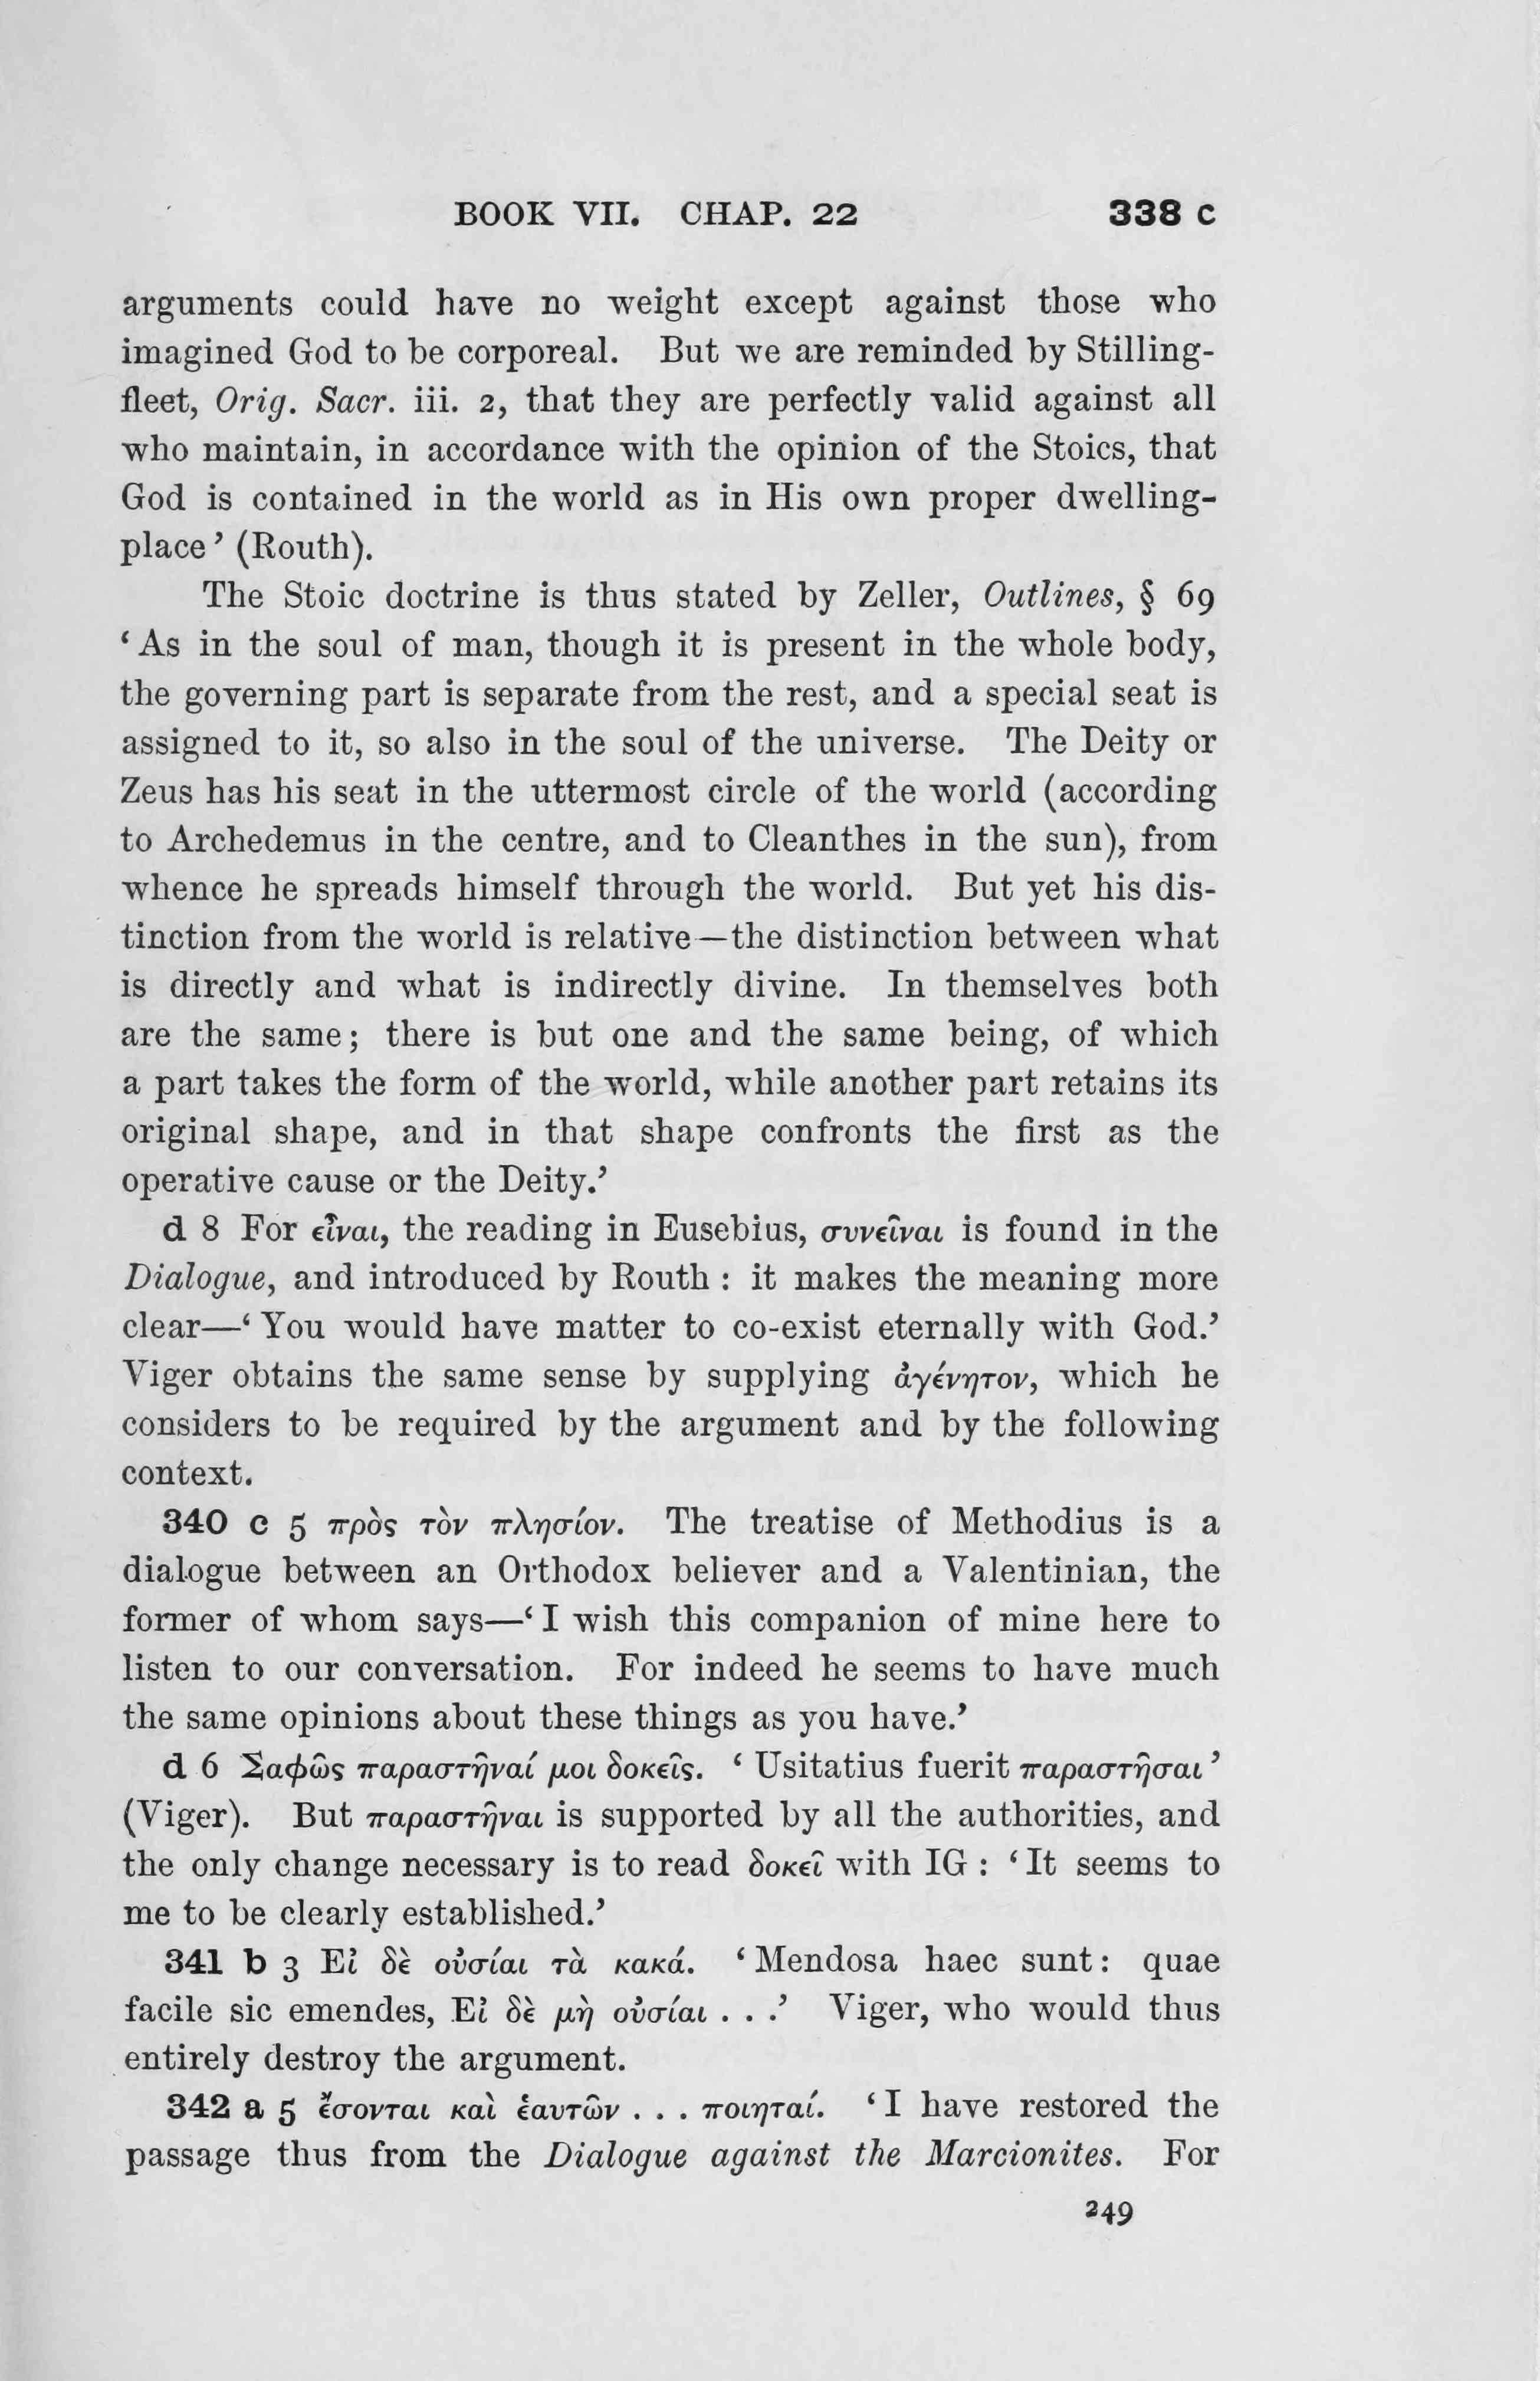 BOOK VII. CHAP. 22 338 c
arguments could have no weight except against those who
imagined God to be corporeal. But we are reminded by Stilling-
fleet, Orig. Sacr. iii. 2, that they are perfectly valid against all
who maintain, in accordance with the opinion of the Stoics, that
God is contained in the world as in His own proper dwelling-
place’ (Routh).
The Stoic doctrine is thus stated by Zeller, Outlines, § 69
‘As in the soul of man, though it is present in the whole body,
the governing part is separate from the rest, and a special seat is
assigned to it, so also in the soul of the universe. The Deity or
Zeus has his seat in the uttermost circle of the world (according
to Archedemus in the centre, and to Cleanthes in the sun), from
whence he spreads himself through the world. But yet his dis-
tinction from the world is relative—the distinction between what
is directly and what is indirectly divine. In themselves both
are the same; there is but one and the same being, of which
a part takes the form of the world, while another part retains its
original shape, and in that shape confronts the first as the
operative cause or the Deity.’
d 8 For εἶναι, the reading in Eusebius, συνεῖναι is found in the
Dialogue, and introduced by Routh : it makes the meaning more
clear—‘You would have matter to co-exist eternally with God.’
Viger obtains the same sense by supplying ἀγένητον, which he
considers to be required by the argument and by the following
context.
340 c 5 πρὸς τὸν πλησίον. The treatise of Methodius is a
dialogue between an Orthodox believer and a Valentinian, the
former of whom says—‘I wish this companion of mine here to
listen to our conversation. For indeed he seems to have much
the same opinions about these things as you have.’
d 6 Σαφῶς παραστῆναί μοι δοκεῖς. ‘Usitatius fuerit παραστῆσαι’
(Viger). But παραστῆναι is supported by all the authorities, and
the only change necessary is to read δοκεῖ with IG : ‘It seems to
me to be clearly established.’
341 b 3 Εἰ δὲ οὐσίαι τὰ κακά. ‘Mendosa haec sunt: quae
facile sic emendes, Εἰ δὲ μὴ οὐσίαι . . .’ Viger, who would thus
entirely destroy the argument.
342 a 5 ἔσονται καὶ ἑαυτῶν . . . ποιηταί. ‘I have restored the
passage thus from the Dialogue against the Marcionites. For
249